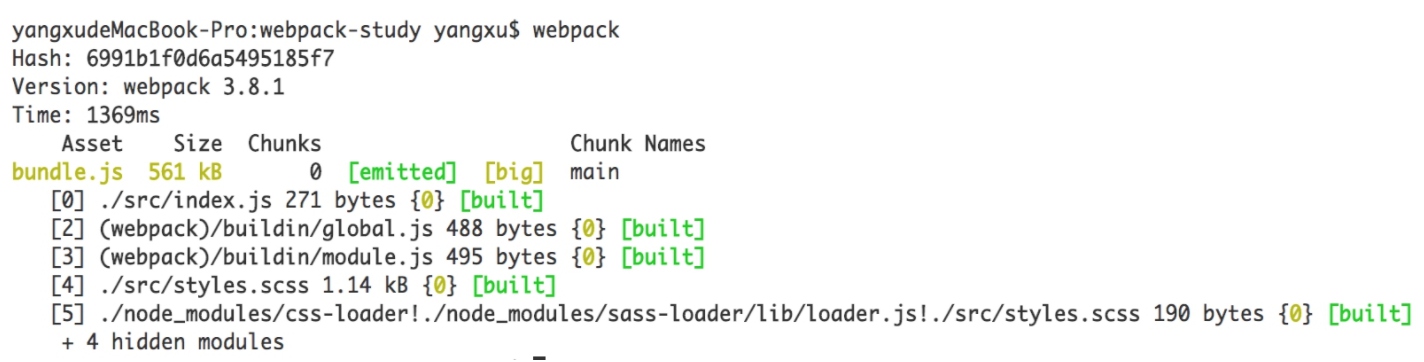 yangxudeMacBook-Pro:webpack-study yangxu$ webpack
Hash: 6991b1f0d6a5495185f7
Version: webpack 3.8.1
Time: 1369ms
    Asset    Size  Chunks                    Chunk Names
bundle.js  561 kB       0  [emitted]  [big]  main
   [0] ./src/index.js 271 bytes {0} [built]
   [2] (webpack)/buildin/global.js 488 bytes {0} [built]
   [3] (webpack)/buildin/module.js 495 bytes {0} [built]
   [4] ./src/styles.scss 1.14 kB {0} [built]
   [5] ./node_modules/css-loader!./node_modules/sass-loader/lib/loader.js!./src/styles.scss 190 bytes {0} [built]
    + 4 hidden modules